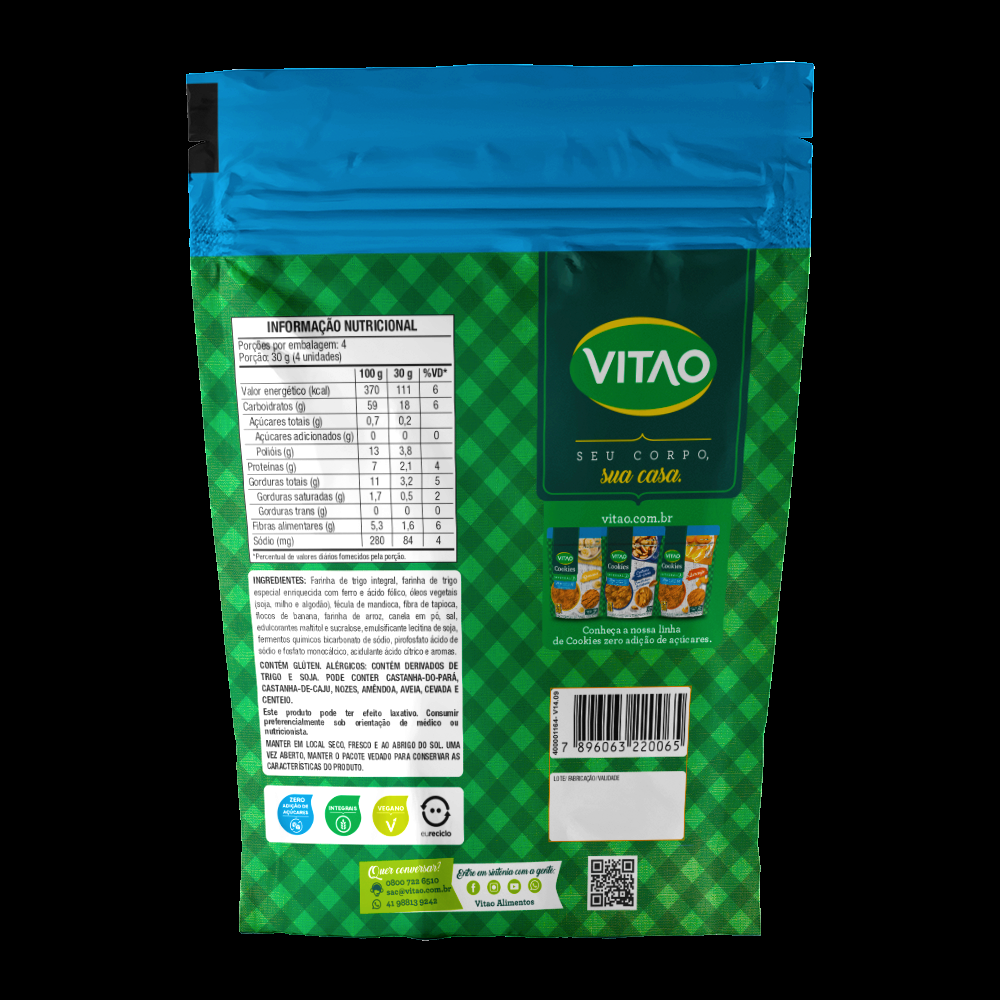 INFORMAÇÃO NUTRICIONAL
Porções por embalagem: 4
Porção: 30 g (4 unidades)
100 g 30 g %VD*
Valor energético (kcal) 370 111 6
Carboidratos (g) 59 18 6
Açúcares totais (g) 0,7 0,2
Açúcares adicionados (g) 0 0 0
Polióis (g) 13 3,8
Proteínas (g) 7 2,1 4
Gorduras totais (g) 11 3,2 5
Gorduras saturadas (g) 1,7 0,5 2
Gorduras trans (g) 0 0 0
Fibras alimentares (g) 5,3 1,6 6
Sódio (mg) 280 84 4
*Percentual de valores diários fornecidos pela porção.
INGREDIENTES: Farinha de trigo integral, farinha de trigo
especial enriquecida com ferro e ácido fólico, óleos vegetais
(soja, milho e algodão), fécula de mandioca, fibra de tapioca,
flocos de banana, farinha de arroz, canela em pó, sal,
edulcorantes maltitol e sucralose, emulsificante lecitina de soja,
fermentos químicos bicarbonato de sódio, pirofosfato ácido de
sódio e fosfato monocálcico, acidulante ácido cítrico e aromas.
CONTÉM GLÚTEN. ALÉRGICOS: CONTÉM DERIVADOS DE
TRIGO E SOJA. PODE CONTER CASTANHA-DO-PARÁ,
CASTANHA-DE-CAJU, NOZES, AMÊNDOA, AVEIA, CEVADA E
CENTEIO.
Este produto pode ter efeito laxativo. Consumir
preferencialmente sob orientação de médico ou
nutricionista.
MANTER EM LOCAL SECO, FRESCO E AO ABRIGO DO SOL. UMA
VEZ ABERTO, MANTER O PACOTE VEDADO PARA CONSERVAR AS
CARACTERÍSTICAS DO PRODUTO.
ZERO
ADIÇÃO DE
AÇÚCARES
INTEGRAIS
VEGANO
V
eureciclo
VITAO
SEU CORPO,
sua casa.
vitao.com.br
VITAO
Cookies
VITAO
Cookies
VITAO
Cookies
Conheça a nossa linha
de Cookies zero adição de açúcares.
400001164- V14.09
7 896063 220065
LOTE/ FABRICAÇÃO/ VALIDADE
Quer conversar?
0800 722 6510
sac@vitao.com.br
41 98813 9242
Entre em sintonia com a gente:
Vitao Alimentos